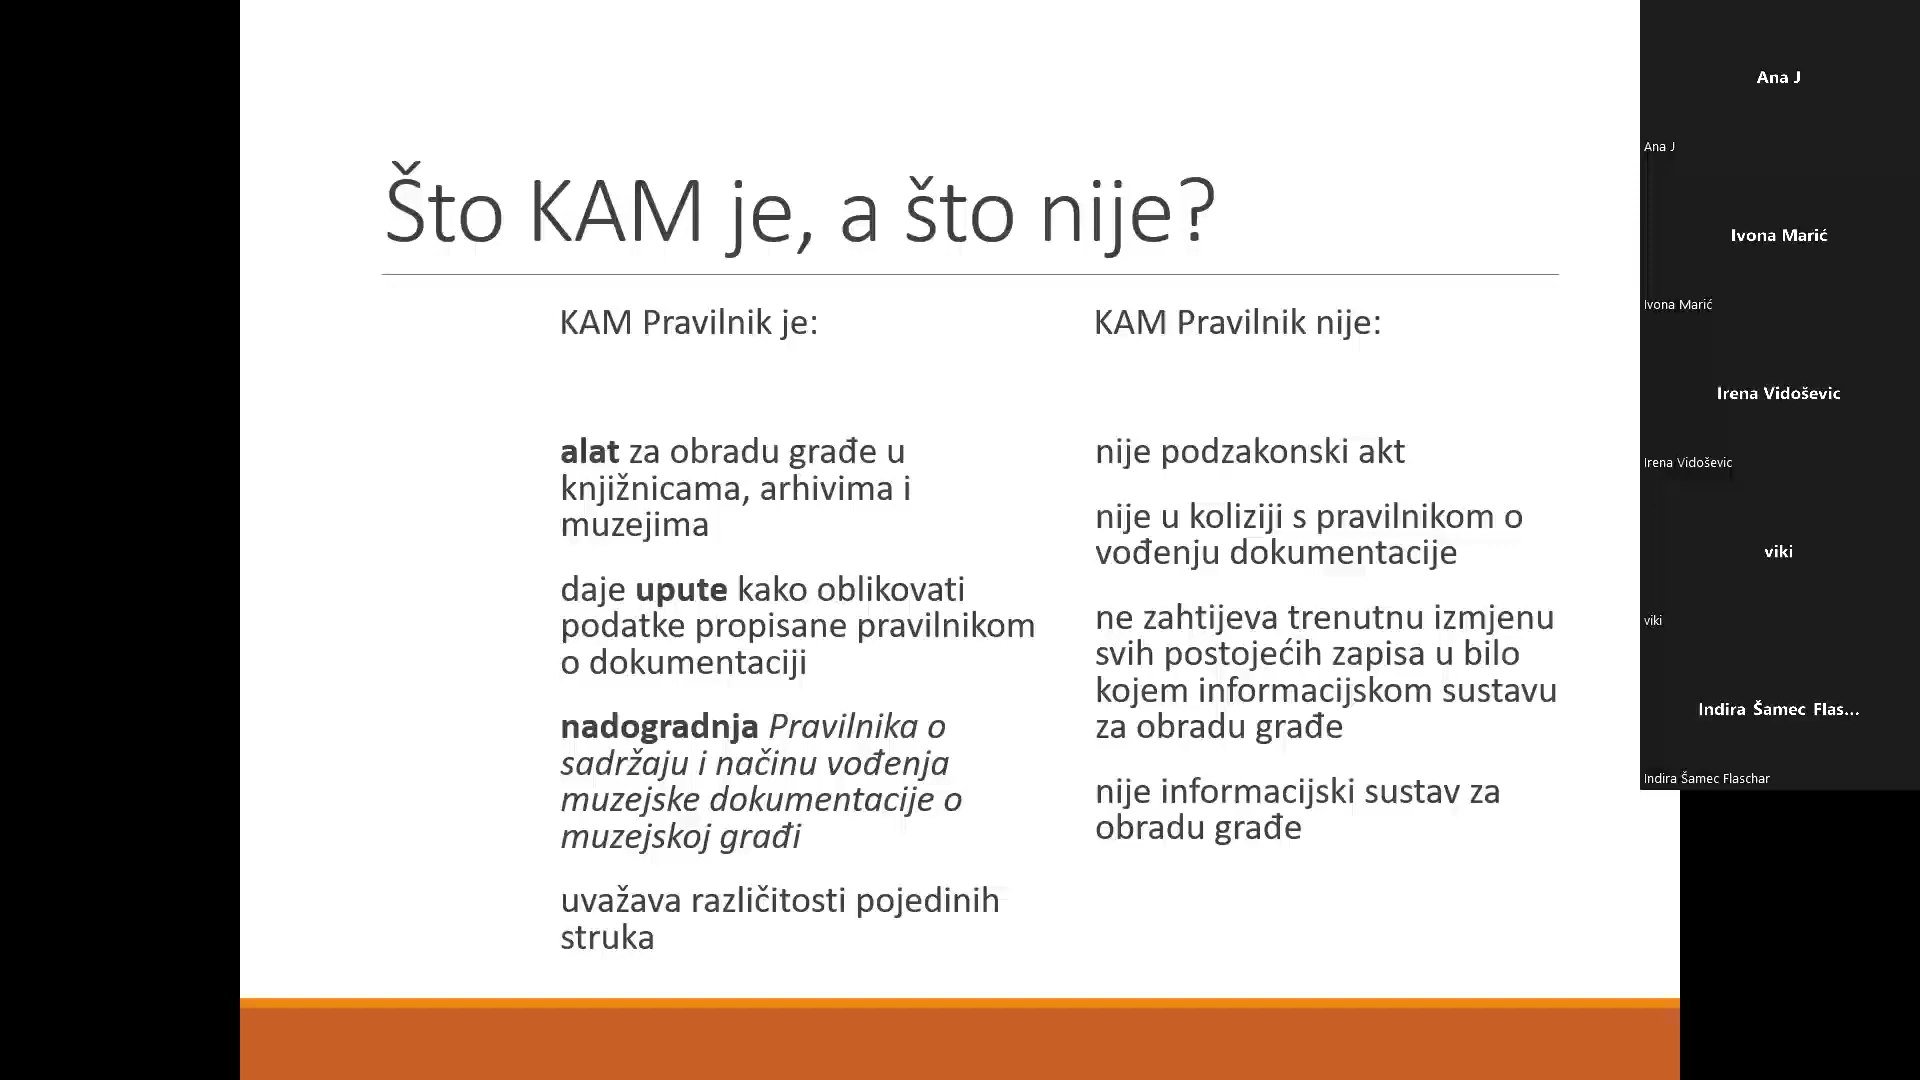 Što KAM je, a što nije?
KAM Pravilnik je:
alat za obradu građe u
knjižnicama, arhivima i
muzejima
daje upute kako oblikovati
podatke propisane pravilnikom
o dokumentaciji
nadogradnja Pravilnika o
sadržaju i načinu vođenja
muzejske dokumentacije o
muzejskoj građi
uvažava različitosti pojedinih
struka
KAM Pravilnik nije:
nije podzakonski akt
nije u koliziji s pravilnikom o
vođenju dokumentacije
ne zahtijeva trenutnu izmjenu
svih postojećih zapisa u bilo
kojem informacijskom sustavu
za obradu građe
nije informacijski sustav za
obradu građe
Ana J
Ana J
Ivona Marić
Ivona Marić
Irena Vidoševic
Irena Vidoševic
viki
viki
Indira Šamec Flas...
Indira Šamec Flaschar